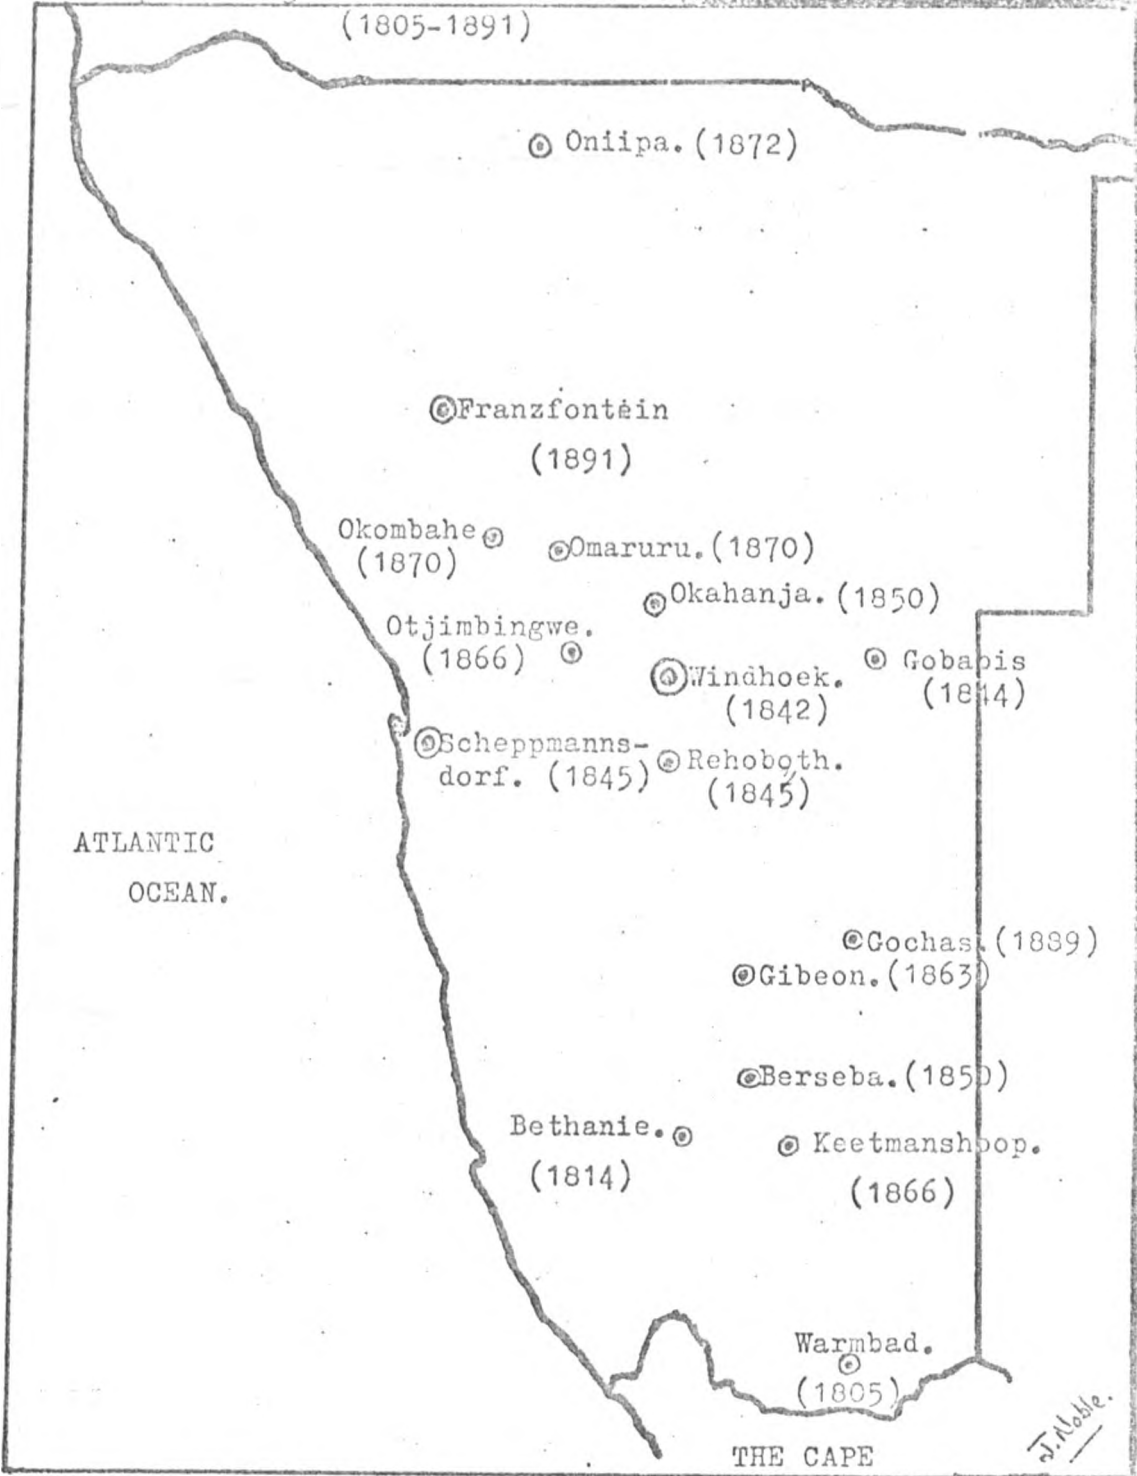 (1805-1891)
Oniipa. (1872)
Franzfontein
(1891)
Okombahe
(1870)
Omaruru. (1870)
Okahanja. (1850)
Otjimbingwe.
(1866)
Windhoek.
(1842)
Gobabis
(1844)
Scheppmanns-
dorf. (1845)
Rehoboth.
(1845)
ATLANTIC
OCEAN.
Gochas. (1889)
Gibeon. (1863)
Berseba. (1850)
Bethanie.
(1814)
Keetmanshoop.
(1866)
Warmbad.
(1805)
THE CAPE
J. Noble.